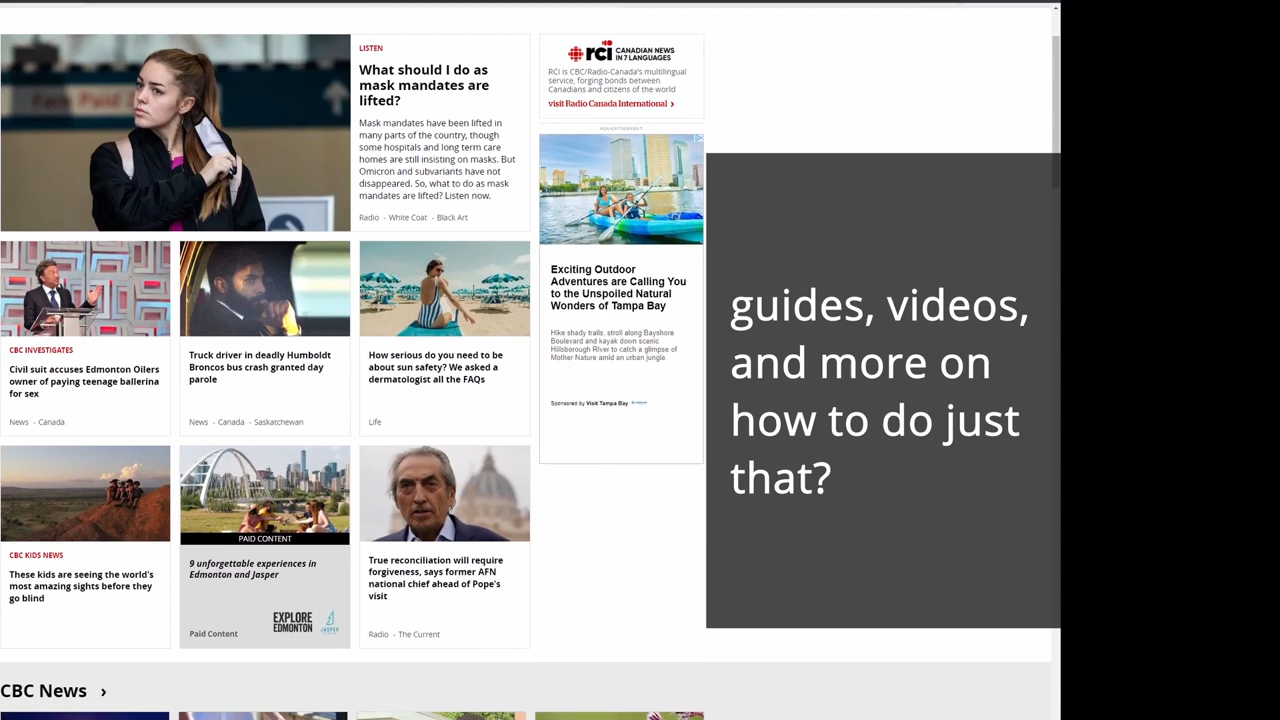 LISTEN
What should I do as
mask mandates are
lifted?
Mask mandates have been lifted in
many parts of the country, though
some hospitals and long term care
homes are still insisting on masks. But
Omicron and subvariants have not
disappeared. So, what to do as mask
mandates are lifted? Listen now.
Radio - White Coat - Black Art
rci CANADIAN NEWS
IN 7 LANGUAGES
RCI is CBC/Radio-Canada's multilingual
service, forging bonds between
Canadians and citizens of the world
visit Radio Canada International ›
ADVERTISEMENT
Exciting Outdoor
Adventures are Calling You
to the Unspoiled Natural
Wonders of Tampa Bay
Hike shady trails, stroll along Bayshore
Boulevard and kayak down scenic
Hillsborough River to catch a glimpse of
Mother Nature amid an urban jungle.
Sponsored by Visit Tampa Bay
guides, videos,
and more on
how to do just
that?
CBC INVESTIGATES
Civil suit accuses Edmonton Oilers
owner of paying teenage ballerina
for sex
News - Canada
Truck driver in deadly Humboldt
Broncos bus crash granted day
parole
News - Canada - Saskatchewan
How serious do you need to be
about sun safety? We asked a
dermatologist all the FAQs
Life
CBC KIDS NEWS
These kids are seeing the world's
most amazing sights before they
go blind
PAID CONTENT
9 unforgettable experiences in
Edmonton and Jasper
EXPLORE
EDMONTON
JASPER
Paid Content
True reconciliation will require
forgiveness, says former AFN
national chief ahead of Pope's
visit
Radio - The Current
CBC News ›